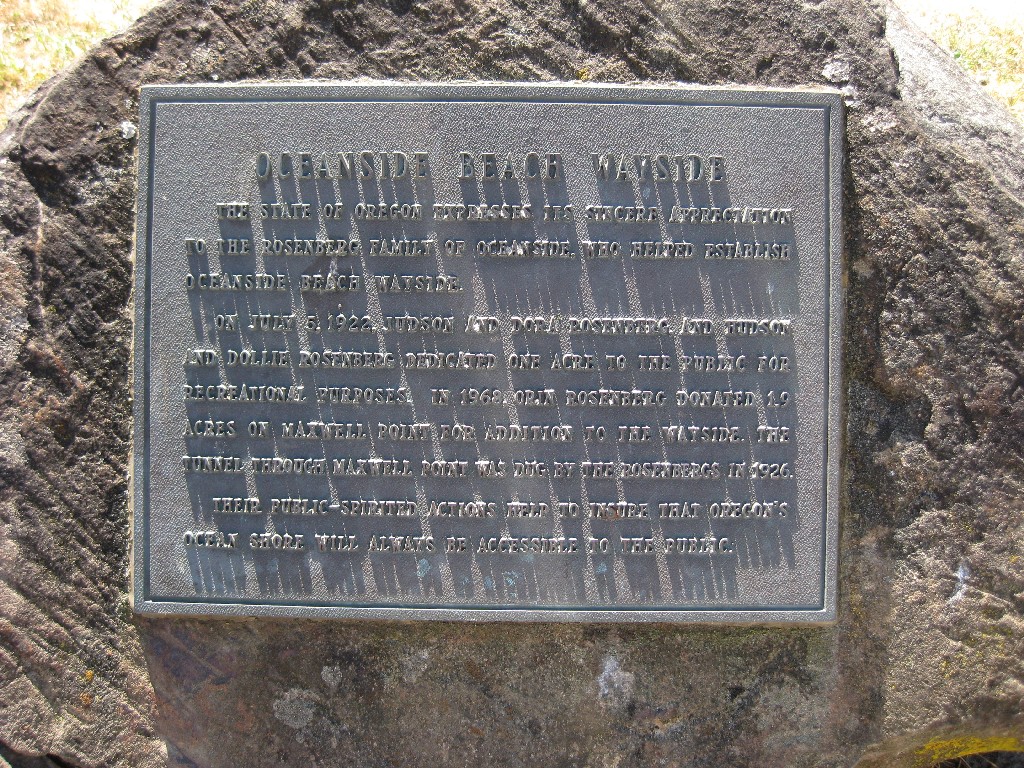 OCEANSIDE BEACH WAYSIDE
THE STATE OF OREGON EXPRESSES ITS SINCERE APPRECIATION
TO THE ROSENBERG FAMILY OF OCEANSIDE, WHO HELPED ESTABLISH
OCEANSIDE BEACH WAYSIDE.
ON JULY 5, 1922, JUDSON AND DORA ROSENBERG AND HUDSON
AND DOLLIE ROSENBERG DEDICATED ONE ACRE TO THE PUBLIC FOR
RECREATIONAL PURPOSES. IN 1968, ORIN ROSENBERG DONATED 1.9
ACRES ON MAXWELL POINT FOR ADDITION TO THE WAYSIDE. THE
TUNNEL THROUGH MAXWELL POINT WAS DUG BY THE ROSENBERGS IN 1926.
THEIR PUBLIC-SPIRITED ACTIONS HELP TO INSURE THAT OREGON'S
OCEAN SHORE WILL ALWAYS BE ACCESSIBLE TO THE PUBLIC.